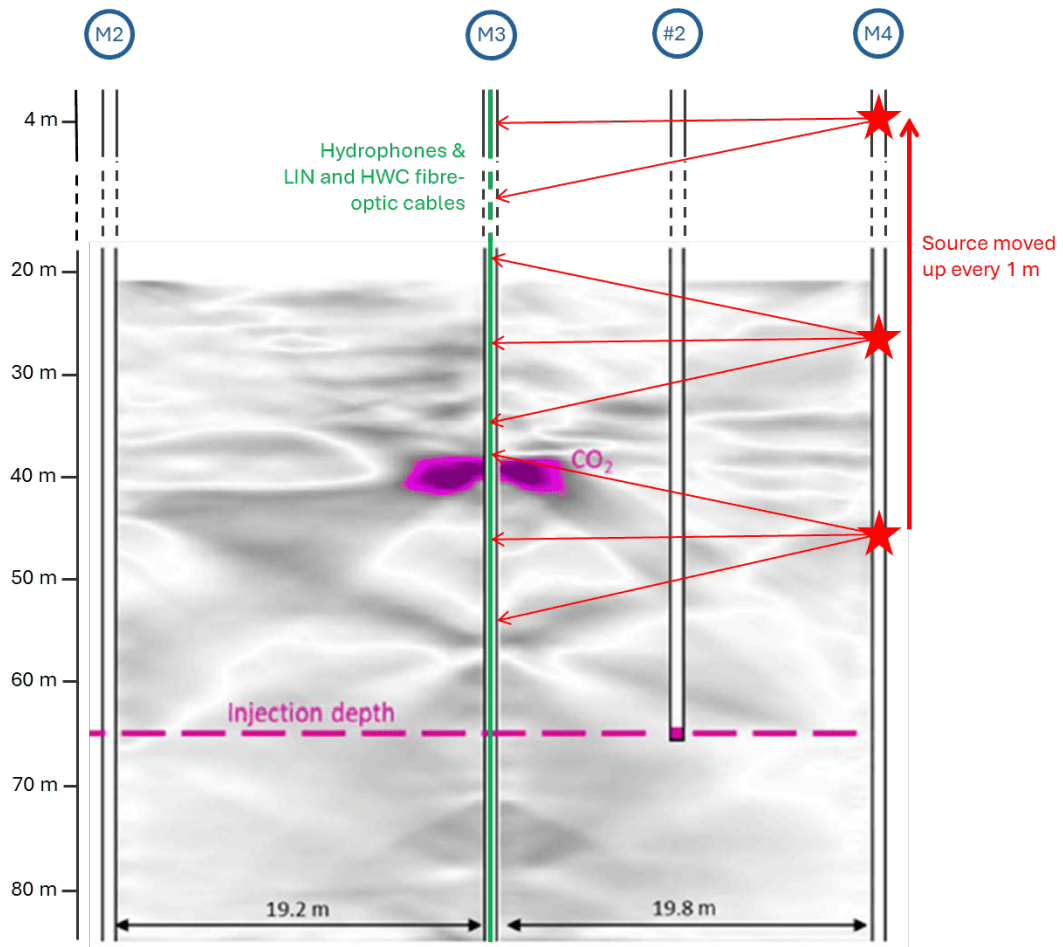 M2
M3
#2
M4
4 m
Hydrophones &
LIN and HWC fibre-
optic cables
Source moved
up every 1 m
20 m
30 m
40 m
CO₂
50 m
60 m
Injection depth
70 m
80 m
19.2 m
19.8 m